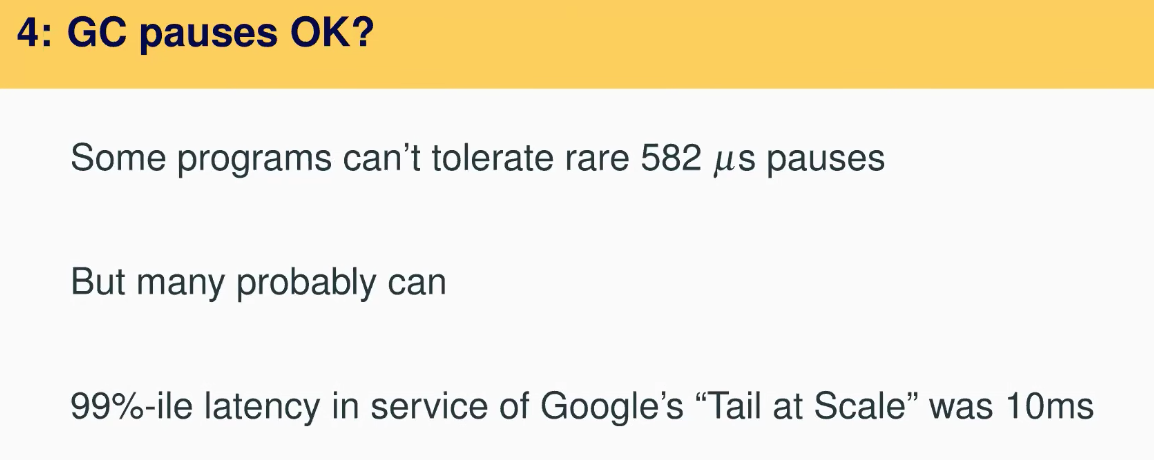 4: GC pauses OK?
Some programs can't tolerate rare 582 μs pauses
But many probably can
99%-ile latency in service of Google's “Tail at Scale” was 10ms